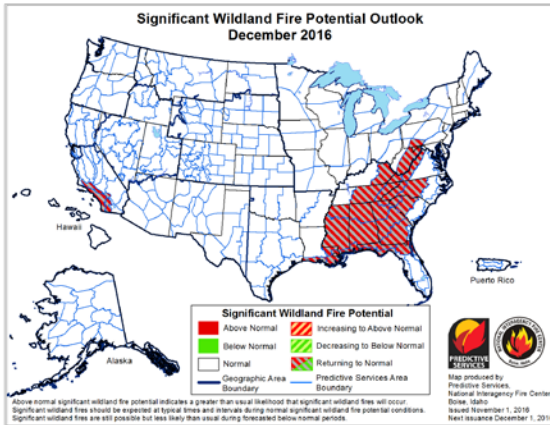 Significant Wildland Fire Potential Outlook
December 2016
Hawaii
Puerto Rico
Alaska
Significant Wildland Fire Potential
Above Normal
Increasing to Above Normal
Below Normal
Decreasing to Below Normal
Normal
Returning to Normal
Geographic Area
Boundary
Predictive Services Area
Boundary
PREDICTIVE
SERVICES
Map produced by
Predictive Services,
National Interagency Fire Center
Boise, Idaho
Issued November 1, 2016
Next issuance December 1, 201
Above normal significant wildland fire potential indicates a greater than usual likelihood that significant wildland fires will occur.
Significant wildland fires should be expected at typical times and intervals during normal significant wildland fire potential conditions.
Significant wildland fires are still possible but less likely than usual during forecasted below normal periods.